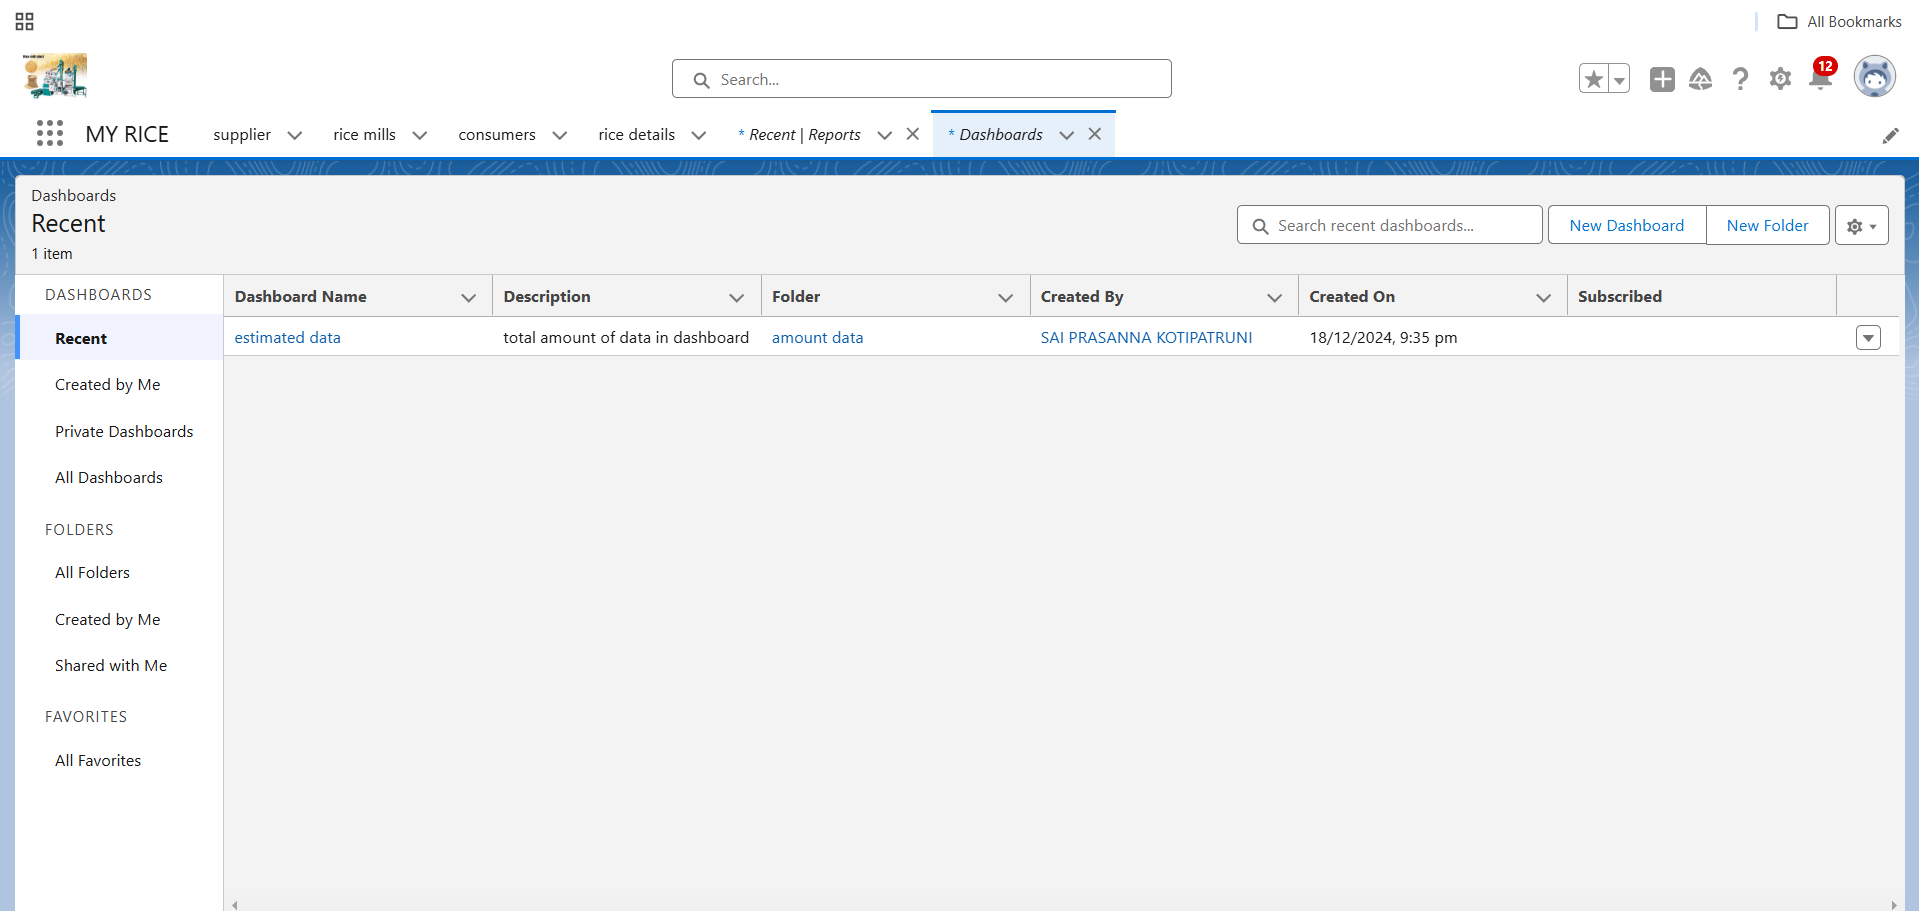 All Bookmarks
Search...
12
MY RICE
supplier
rice mills
consumers
rice details
* Recent | Reports
* Dashboards
Dashboards
Recent
1 item
Search recent dashboards...
New Dashboard
New Folder
DASHBOARDS
Recent
Created by Me
Private Dashboards
All Dashboards
FOLDERS
All Folders
Created by Me
Shared with Me
FAVORITES
All Favorites
Dashboard Name Description Folder Created By Created On Subscribed
estimated data total amount of data in dashboard amount data SAI PRASANNA KOTIPATRUNI 18/12/2024, 9:35 pm